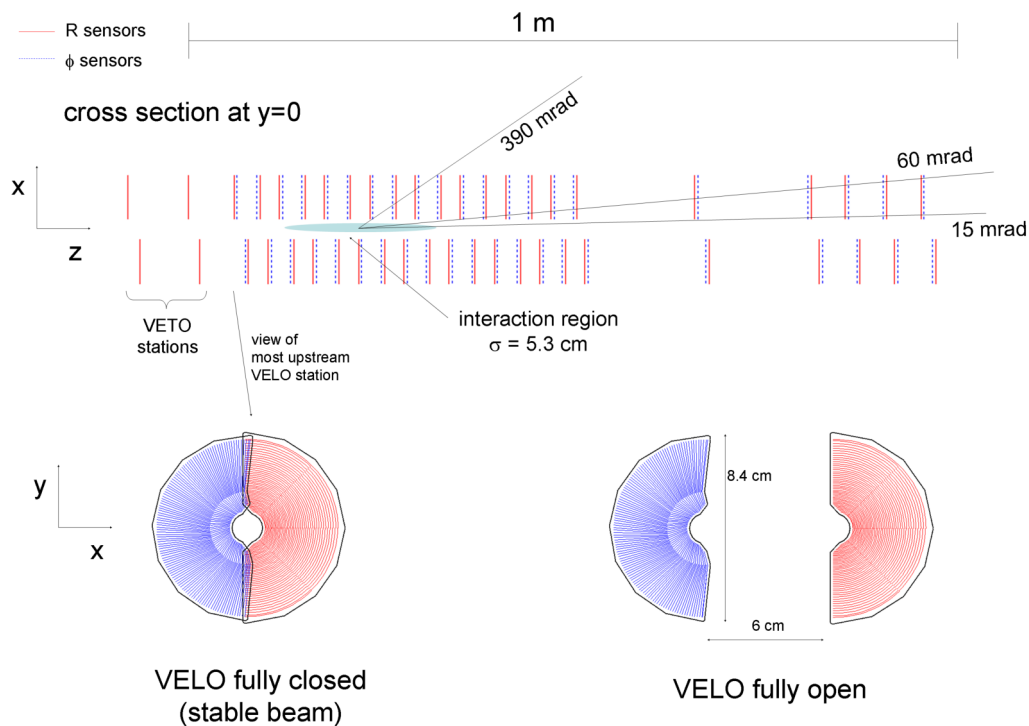 1 m
R sensors
ϕ sensors
cross section at y=0
390 mrad
60 mrad
15 mrad
x
z
VETO
stations
view of
most upstream
VELO station
interaction region
σ = 5.3 cm
y
x
8.4 cm
6 cm
VELO fully closed
(stable beam)
VELO fully open